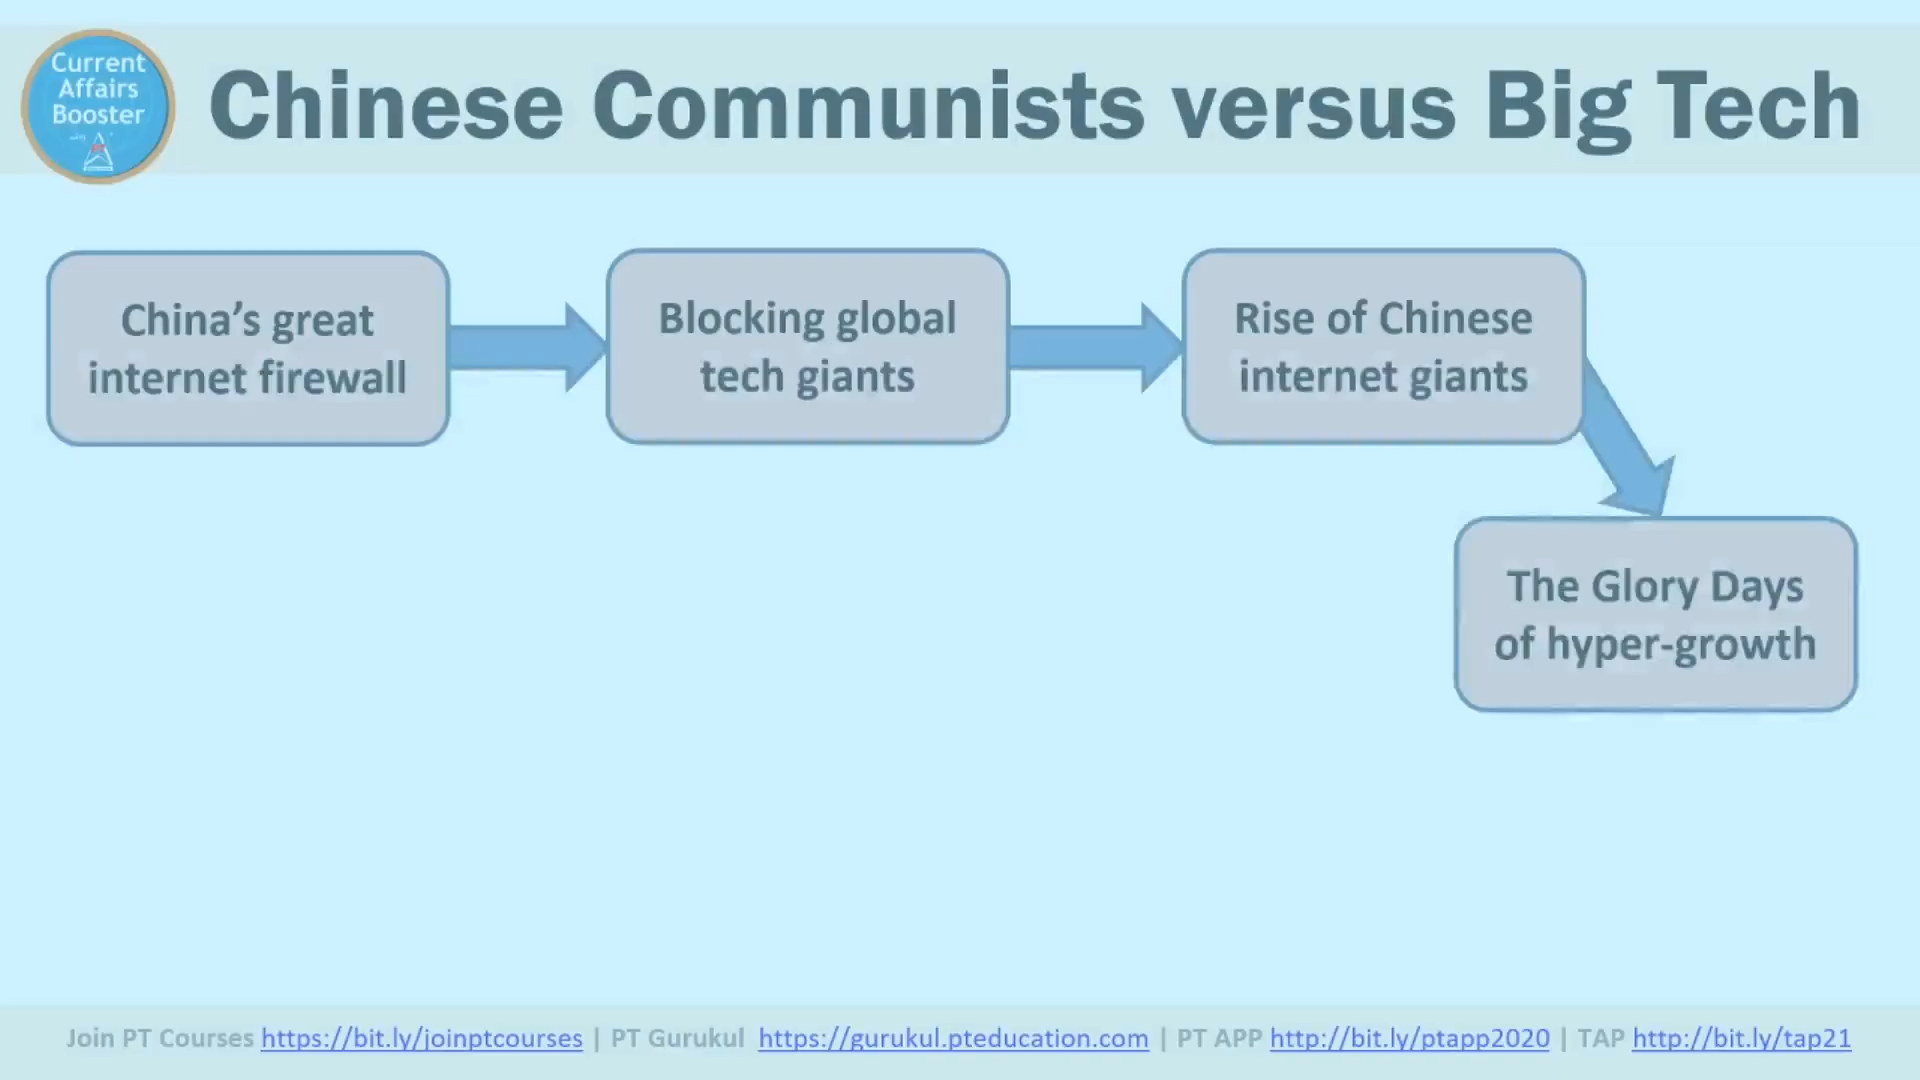 Current
Affairs
Booster
Chinese Communists versus Big Tech
China's great
internet firewall
Blocking global
tech giants
Rise of Chinese
internet giants
The Glory Days
of hyper-growth
Join PT Courses https://bit.ly/joinptcourses | PT Gurukul https://gurukul.pteducation.com | PT APP http://bit.ly/ptapp2020 | TAP http://bit.ly/tap21